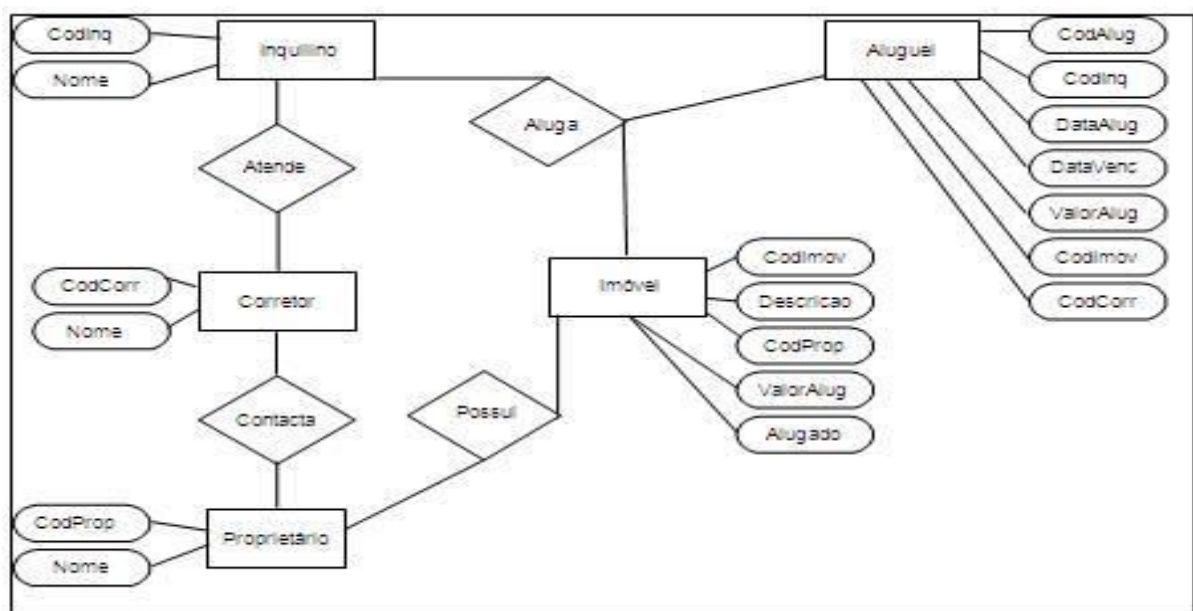 CodInq
Nome
Inquilino
Aluguel
CodAlug
CodInq
DataAlug
DataVenc
ValorAlug
CodImov
CodCorr
Aluga
Atende
CodCorr
Nome
Corretor
Imóvel
CodImov
Descricao
CodProp
ValorAlug
Alugado
Contacta
Possui
CodProp
Nome
Proprietário